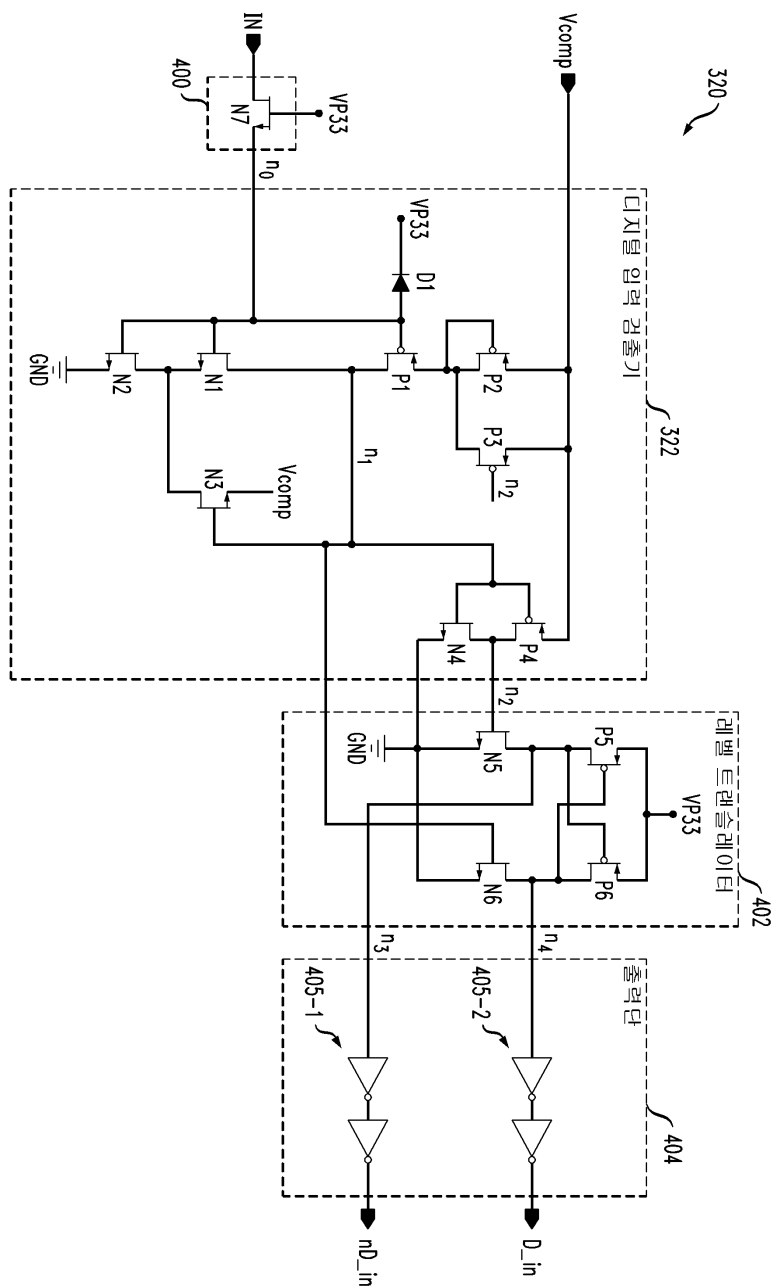 320
Vcomp
IN
400
N7
VP33
n0
디지털 입력 검출기
322
VP33
D1
P2
P3
n2
P1
N1
N2
GND
n1
N3
Vcomp
P4
N4
n2
레벨 트랜슬레이터
402
VP33
P5
P6
N5
N6
GND
n3
n4
출력단
404
405-2
405-1
D_in
nD_in